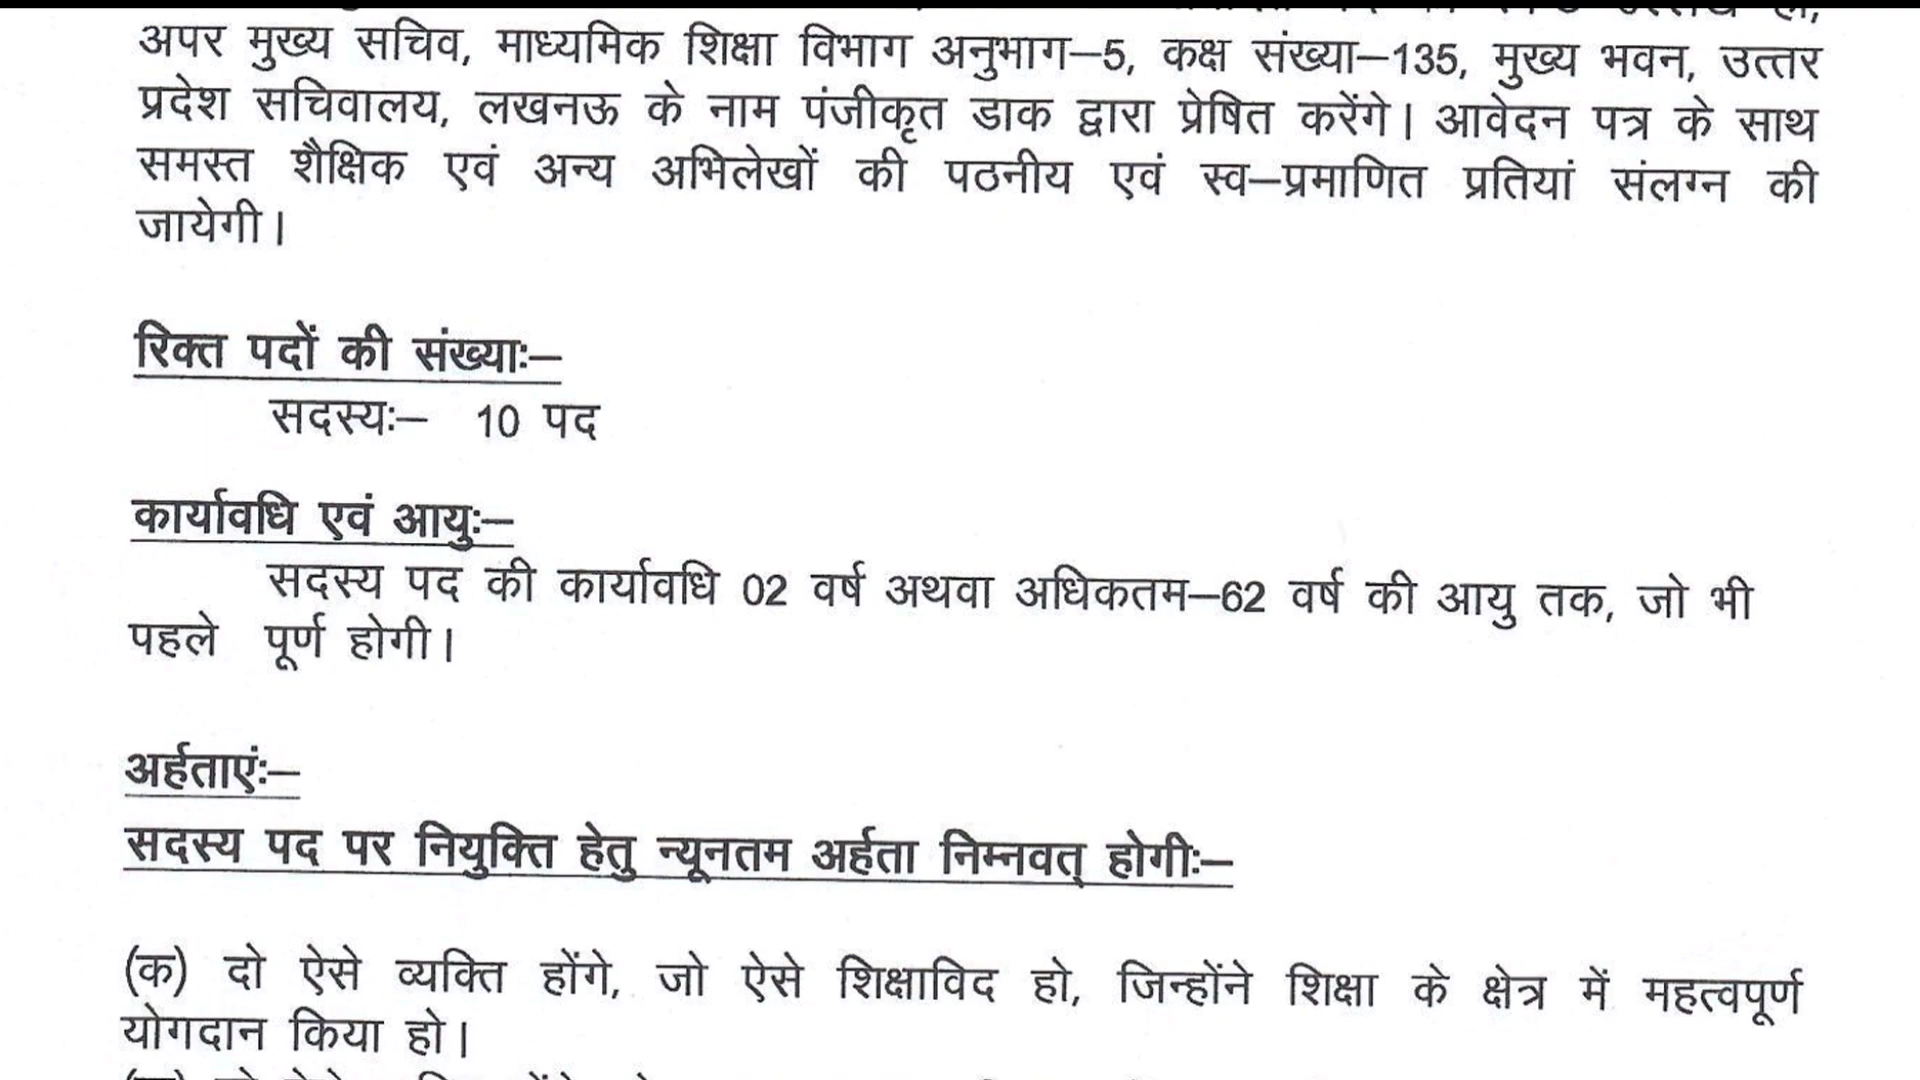 अपर मुख्य सचिव, माध्यमिक शिक्षा विभाग अनुभाग–5, कक्ष संख्या–135, मुख्य भवन, उत्तर
प्रदेश सचिवालय, लखनऊ के नाम पंजीकृत डाक द्वारा प्रेषित करेंगे। आवेदन पत्र के साथ
समस्त शैक्षिक एवं अन्य अभिलेखों की पठनीय एवं स्व–प्रमाणित प्रतियां संलग्न की
जायेगी।
रिक्त पदों की संख्याः–
सदस्यः– 10 पद
कार्यावधि एवं आयुः–
सदस्य पद की कार्यावधि 02 वर्ष अथवा अधिकतम–62 वर्ष की आयु तक, जो भी
पहले पूर्ण होगी।
अर्हताएंः–
सदस्य पद पर नियुक्ति हेतु न्यूनतम अर्हता निम्नवत् होगीः–
(क) दो ऐसे व्यक्ति होंगे, जो ऐसे शिक्षाविद हो, जिन्होंने शिक्षा के क्षेत्र में महत्वपूर्ण
योगदान किया हो।